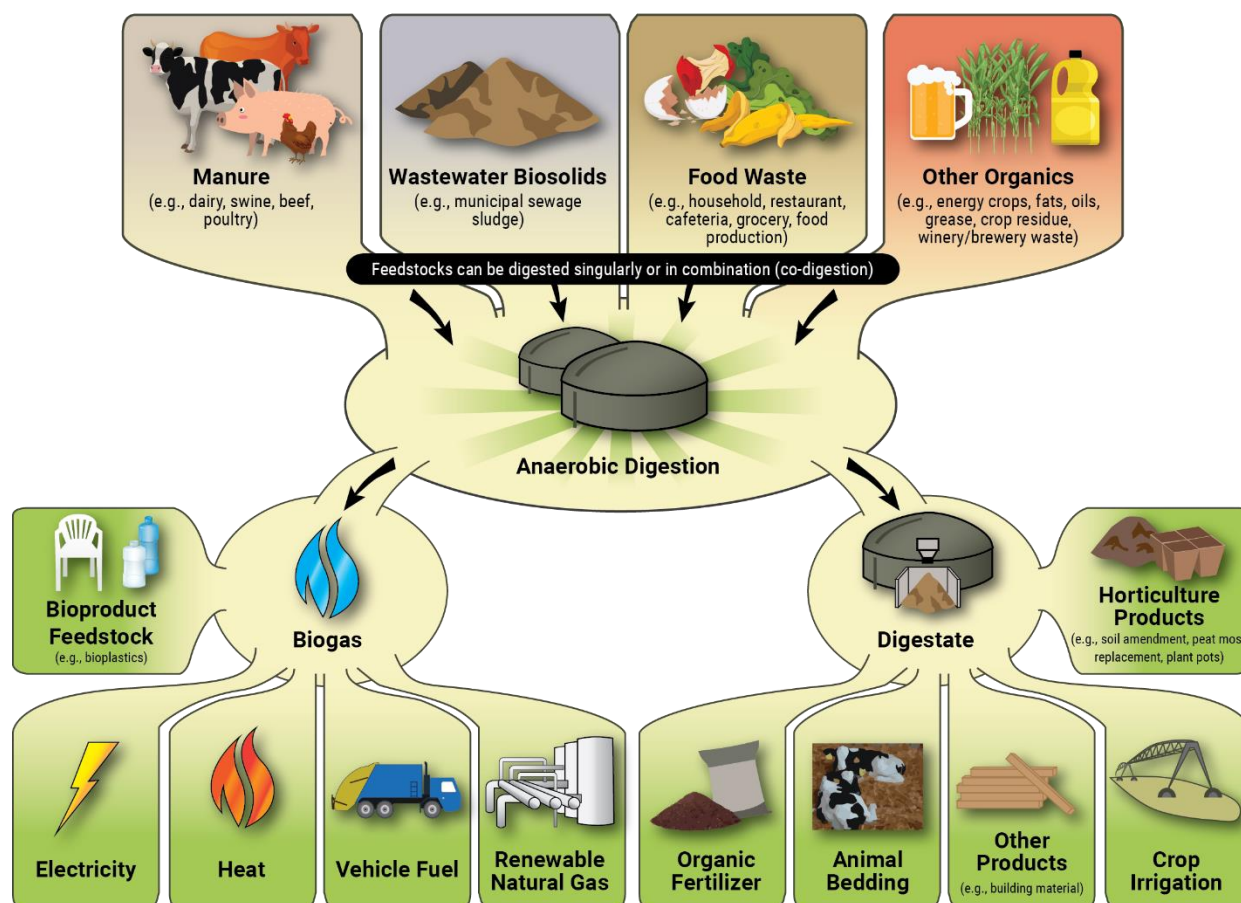 Manure
(e.g., dairy, swine, beef,
poultry)
Wastewater Biosolids
(e.g., municipal sewage
sludge)
Food Waste
(e.g., household, restaurant,
cafeteria, grocery, food
production)
Other Organics
(e.g., energy crops, fats, oils,
grease, crop residue,
winery/brewery waste)
Feedstocks can be digested singularly or in combination (co-digestion)
Anaerobic Digestion
Bioproduct
Feedstock
(e.g., bioplastics)
Biogas
Digestate
Horticulture
Products
(e.g., soil amendment, peat mos
replacement, plant pots)
Electricity
Heat
Vehicle Fuel
Renewable
Natural Gas
Organic
Fertilizer
Animal
Bedding
Other
Products
(e.g., building material)
Crop
Irrigation